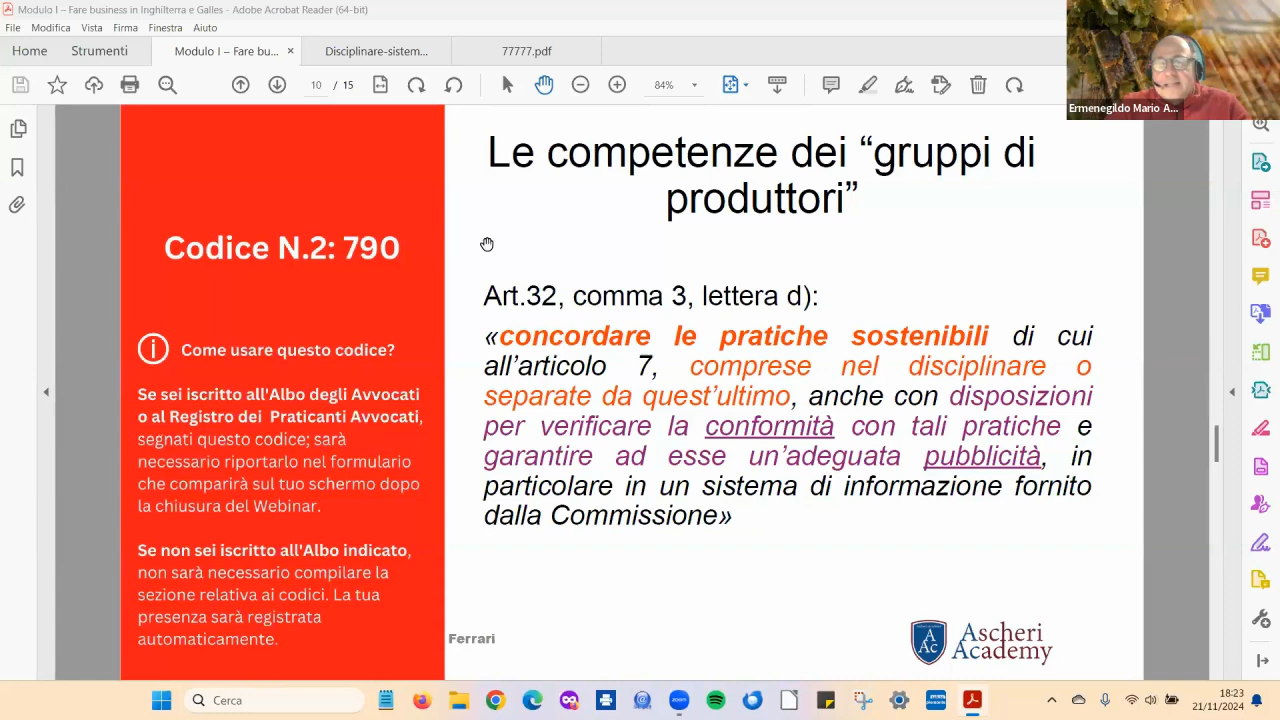 Modulo I – Fare business in Inghilterra e Galles - Adobe Acrobat Reader (64-bit)
File Modifica Vista Firma Finestra Aiuto
Home Strumenti Modulo I – Fare bu... × Disciplinare-sistem... 77777.pdf
10 / 15 84%
Ermenegildo Mario A...
Le competenze dei “gruppi di
produttori”
Codice N.2: 790
Come usare questo codice?
Se sei iscritto all'Albo degli Avvocati
o al Registro dei Praticanti Avvocati,
segnati questo codice; sarà
necessario riportarlo nel formulario
che comparirà sul tuo schermo dopo
la chiusura del Webinar.
Se non sei iscritto all'Albo indicato,
non sarà necessario compilare la
sezione relativa ai codici. La tua
presenza sarà registrata
automaticamente.
Art.32, comma 3, lettera d):
«concordare le pratiche sostenibili di cui
all’articolo 7, comprese nel disciplinare o
separate da quest’ultimo, anche con disposizioni
per verificare la conformità con tali pratiche e
garantire ad esse un’adeguata pubblicità, in
particolare in un sistema di informazione fornito
dalla Commissione»
Ferrari
Ascheri
Academy
Cerca
18:23
21/11/2024